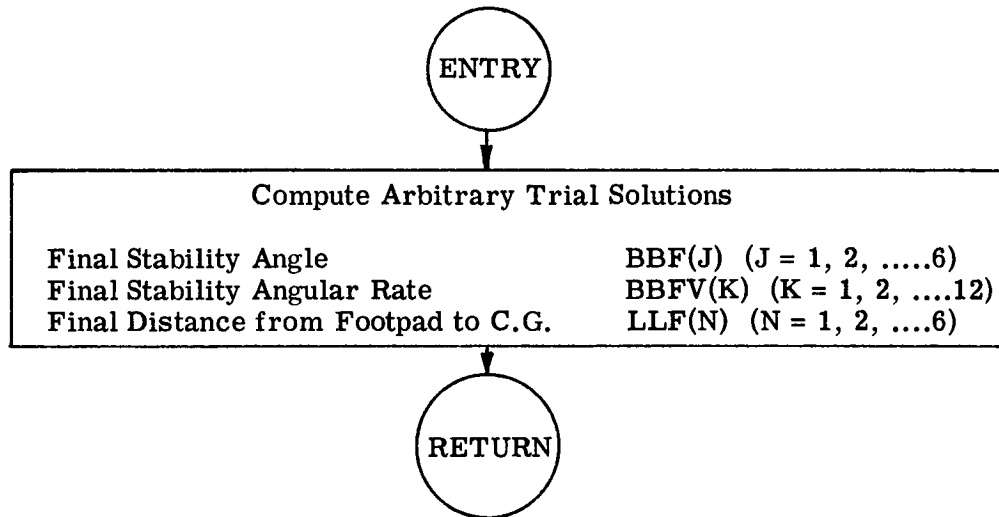 ENTRY
Compute Arbitrary Trial Solutions
Final Stability Angle BBF(J) (J = 1, 2, .....6)
Final Stability Angular Rate BBFV(K) (K = 1, 2, ....12)
Final Distance from Footpad to C.G. LLF(N) (N = 1, 2, ....6)
RETURN